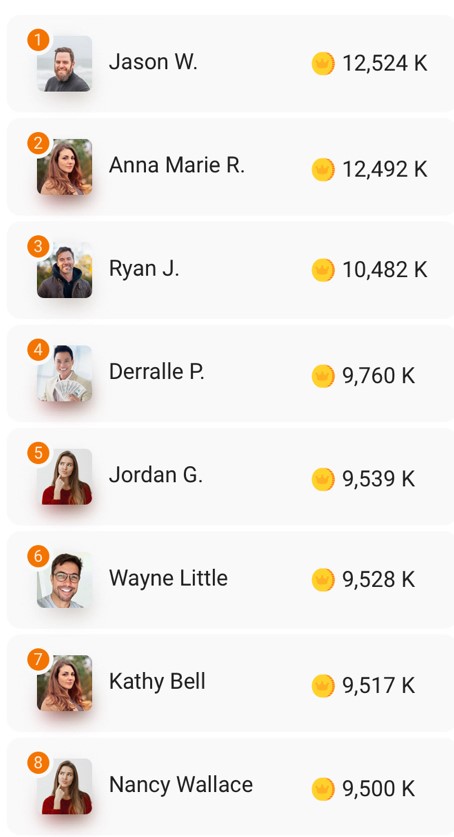 1
Jason W.
12,524 K
2
Anna Marie R.
12,492 K
3
Ryan J.
10,482 K
4
Derralle P.
9,760 K
5
Jordan G.
9,539 K
6
Wayne Little
9,528 K
7
Kathy Bell
9,517 K
8
Nancy Wallace
9,500 K